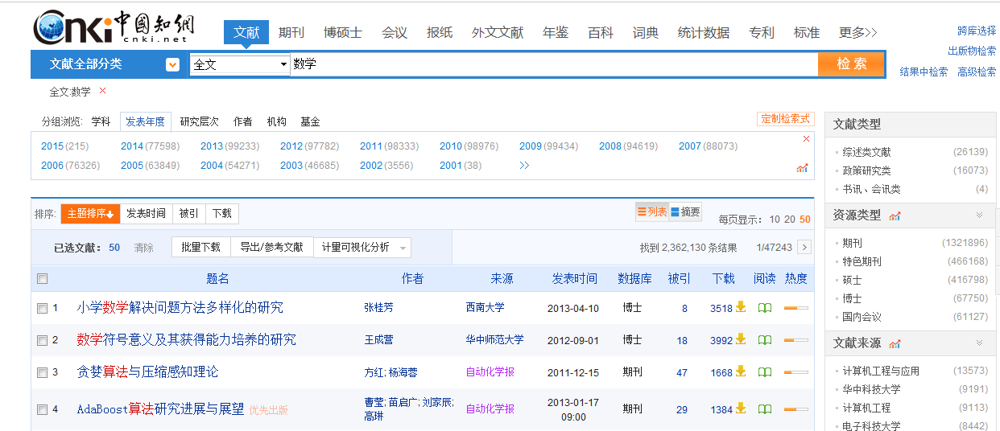 Cnki 中國知網
cnki.net
文献 期刊 博硕士 会议 报纸 外文文献 年鉴 百科 词典 统计数据 专利 标准 更多>>
跨库选择
出版物检索
结果中检索 高级检索
文献全部分类 全文 数学 检 索
全文:数学 ×
分组浏览: 学科 发表年度 研究层次 作者 机构 基金 定制检索式
2015(215) 2014(77598) 2013(99233) 2012(97782) 2011(98333) 2010(98976) 2009(99434) 2008(94619) 2007(88073)
2006(76326) 2005(63849) 2004(54271) 2003(46685) 2002(3556) 2001(38) >>
排序: 主题排序 发表时间 被引 下载 列表 摘要 每页显示: 10 20 50
已选文献: 50 清除 批量下载 导出/参考文献 计量可视化分析 找到 2,362,130 条结果 1/47243 >
题名 作者 来源 发表时间 数据库 被引 下载 阅读 热度
1 小学数学解决问题方法多样化的研究 张桂芳 西南大学 2013-04-10 博士 8 3518
2 数学符号意义及其获得能力培养的研究 王成营 华中师范大学 2012-09-01 博士 18 3992
3 贪婪算法与压缩感知理论 方红; 杨海蓉 自动化学报 2011-12-15 期刊 47 1668
4 AdaBoost算法研究进展与展望 优先出版 曹莹; 苗启广; 刘家辰; 高琳 自动化学报 2013-01-17 09:00 期刊 29 1384
文献类型
综述类文献 (26139)
政策研究类 (16073)
书讯、会讯类 (4)
资源类型
期刊 (1321896)
特色期刊 (466168)
硕士 (416798)
博士 (67750)
国内会议 (61127)
文献来源
计算机工程与应用 (13573)
华中科技大学 (9191)
计算机工程 (9113)
电子科技大学 (8442)